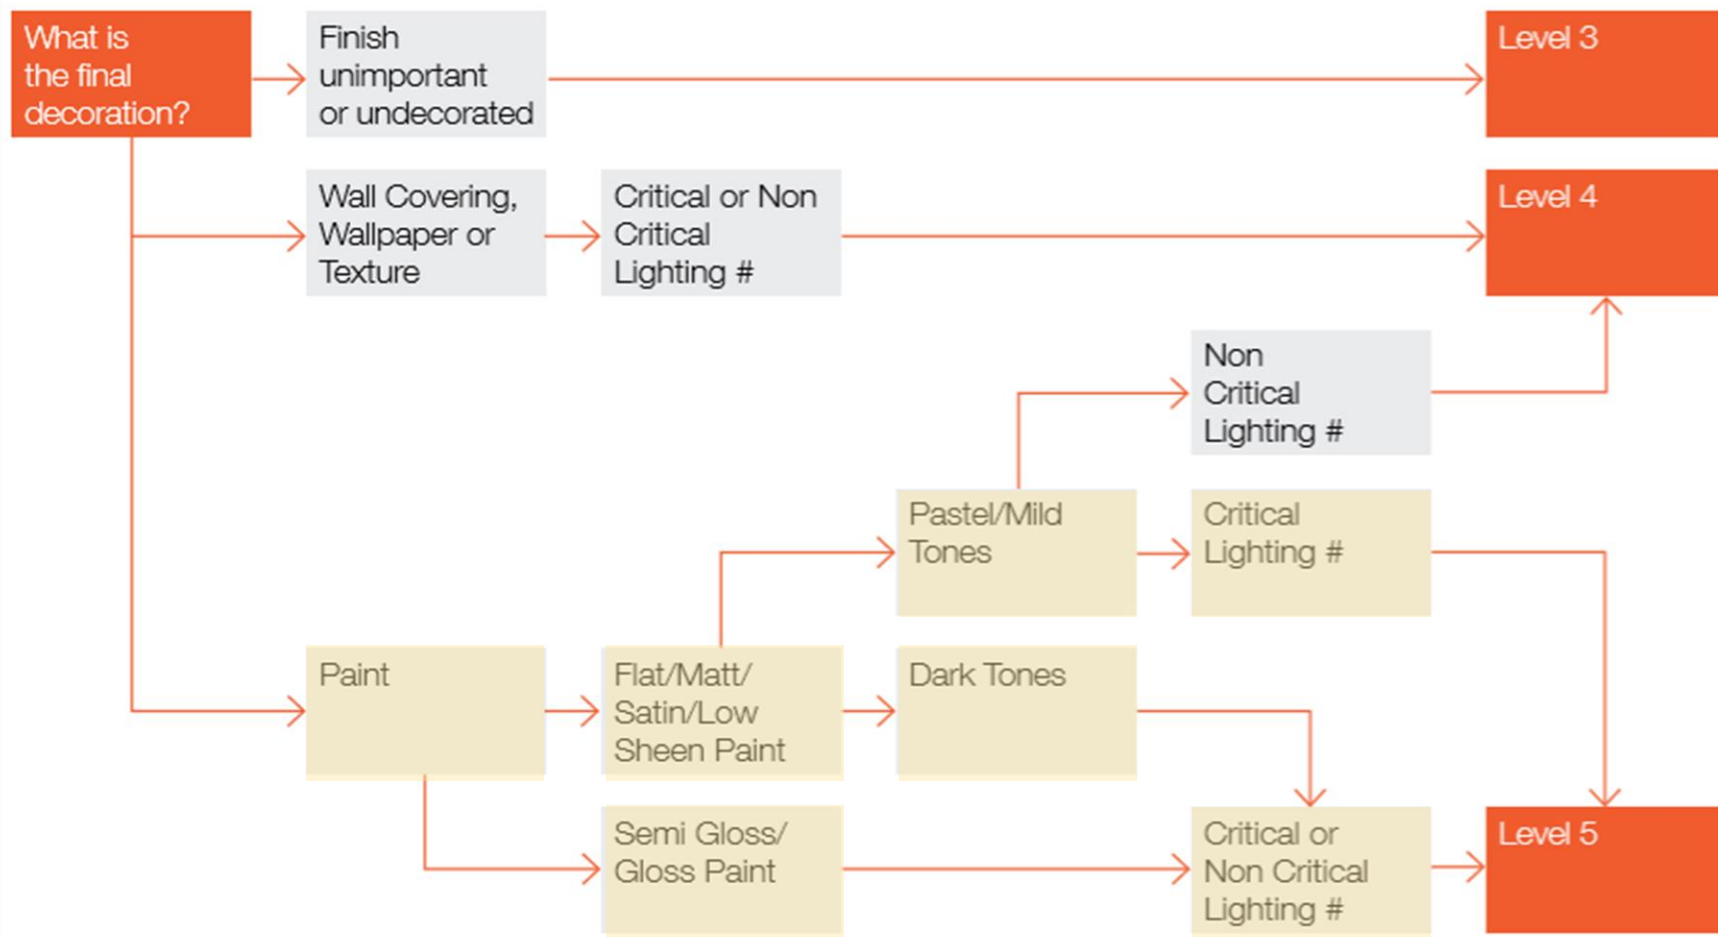 What is
the final
decoration?
Finish
unimportant
or undecorated
Level 3
Wall Covering,
Wallpaper or
Texture
Critical or Non
Critical
Lighting #
Level 4
Non
Critical
Lighting #
Pastel/Mild
Tones
Critical
Lighting #
Paint
Flat/Matt/
Satin/Low
Sheen Paint
Dark Tones
Semi Gloss/
Gloss Paint
Critical or
Non Critical
Lighting #
Level 5